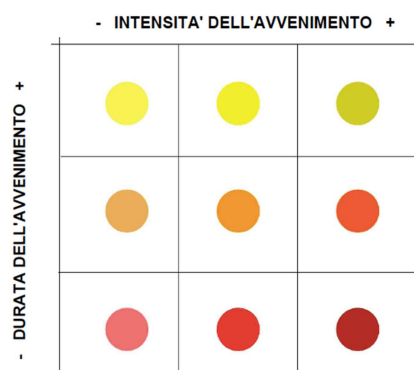 - INTENSITA' DELL'AVVENIMENTO +
- DURATA DELL'AVVENIMENTO +